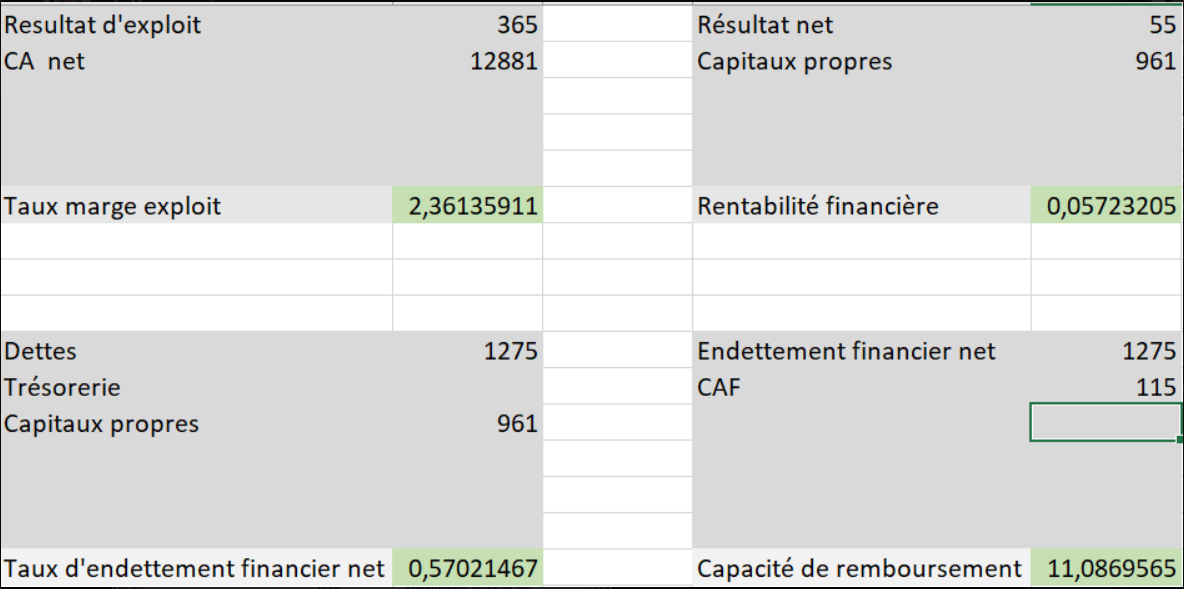 Resultat d'exploit 365
CA net 12881
Taux marge exploit 2,36135911
Résultat net 55
Capitaux propres 961
Rentabilité financière 0,05723205
Dettes 1275
Trésorerie
Capitaux propres 961
Taux d'endettement financier net 0,57021467
Endettement financier net 1275
CAF 115
Capacité de remboursement 11,0869565